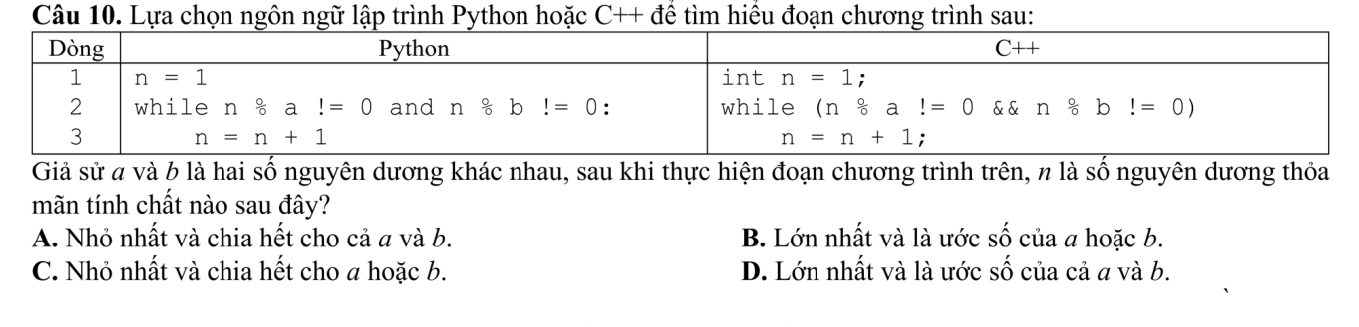 Câu 10. Lựa chọn ngôn ngữ lập trình Python hoặc C++ để tìm hiểu đoạn chương trình sau:
Dòng Python C++
1 n = 1 int n = 1;
2 while n % a != 0 and n % b != 0: while (n % a != 0 && n % b != 0)
3 n = n + 1 n = n + 1;
Giả sử a và b là hai số nguyên dương khác nhau, sau khi thực hiện đoạn chương trình trên, n là số nguyên dương thỏa
mãn tính chất nào sau đây?
A. Nhỏ nhất và chia hết cho cả a và b. B. Lớn nhất và là ước số của a hoặc b.
C. Nhỏ nhất và chia hết cho a hoặc b. D. Lớn nhất và là ước số của cả a và b.